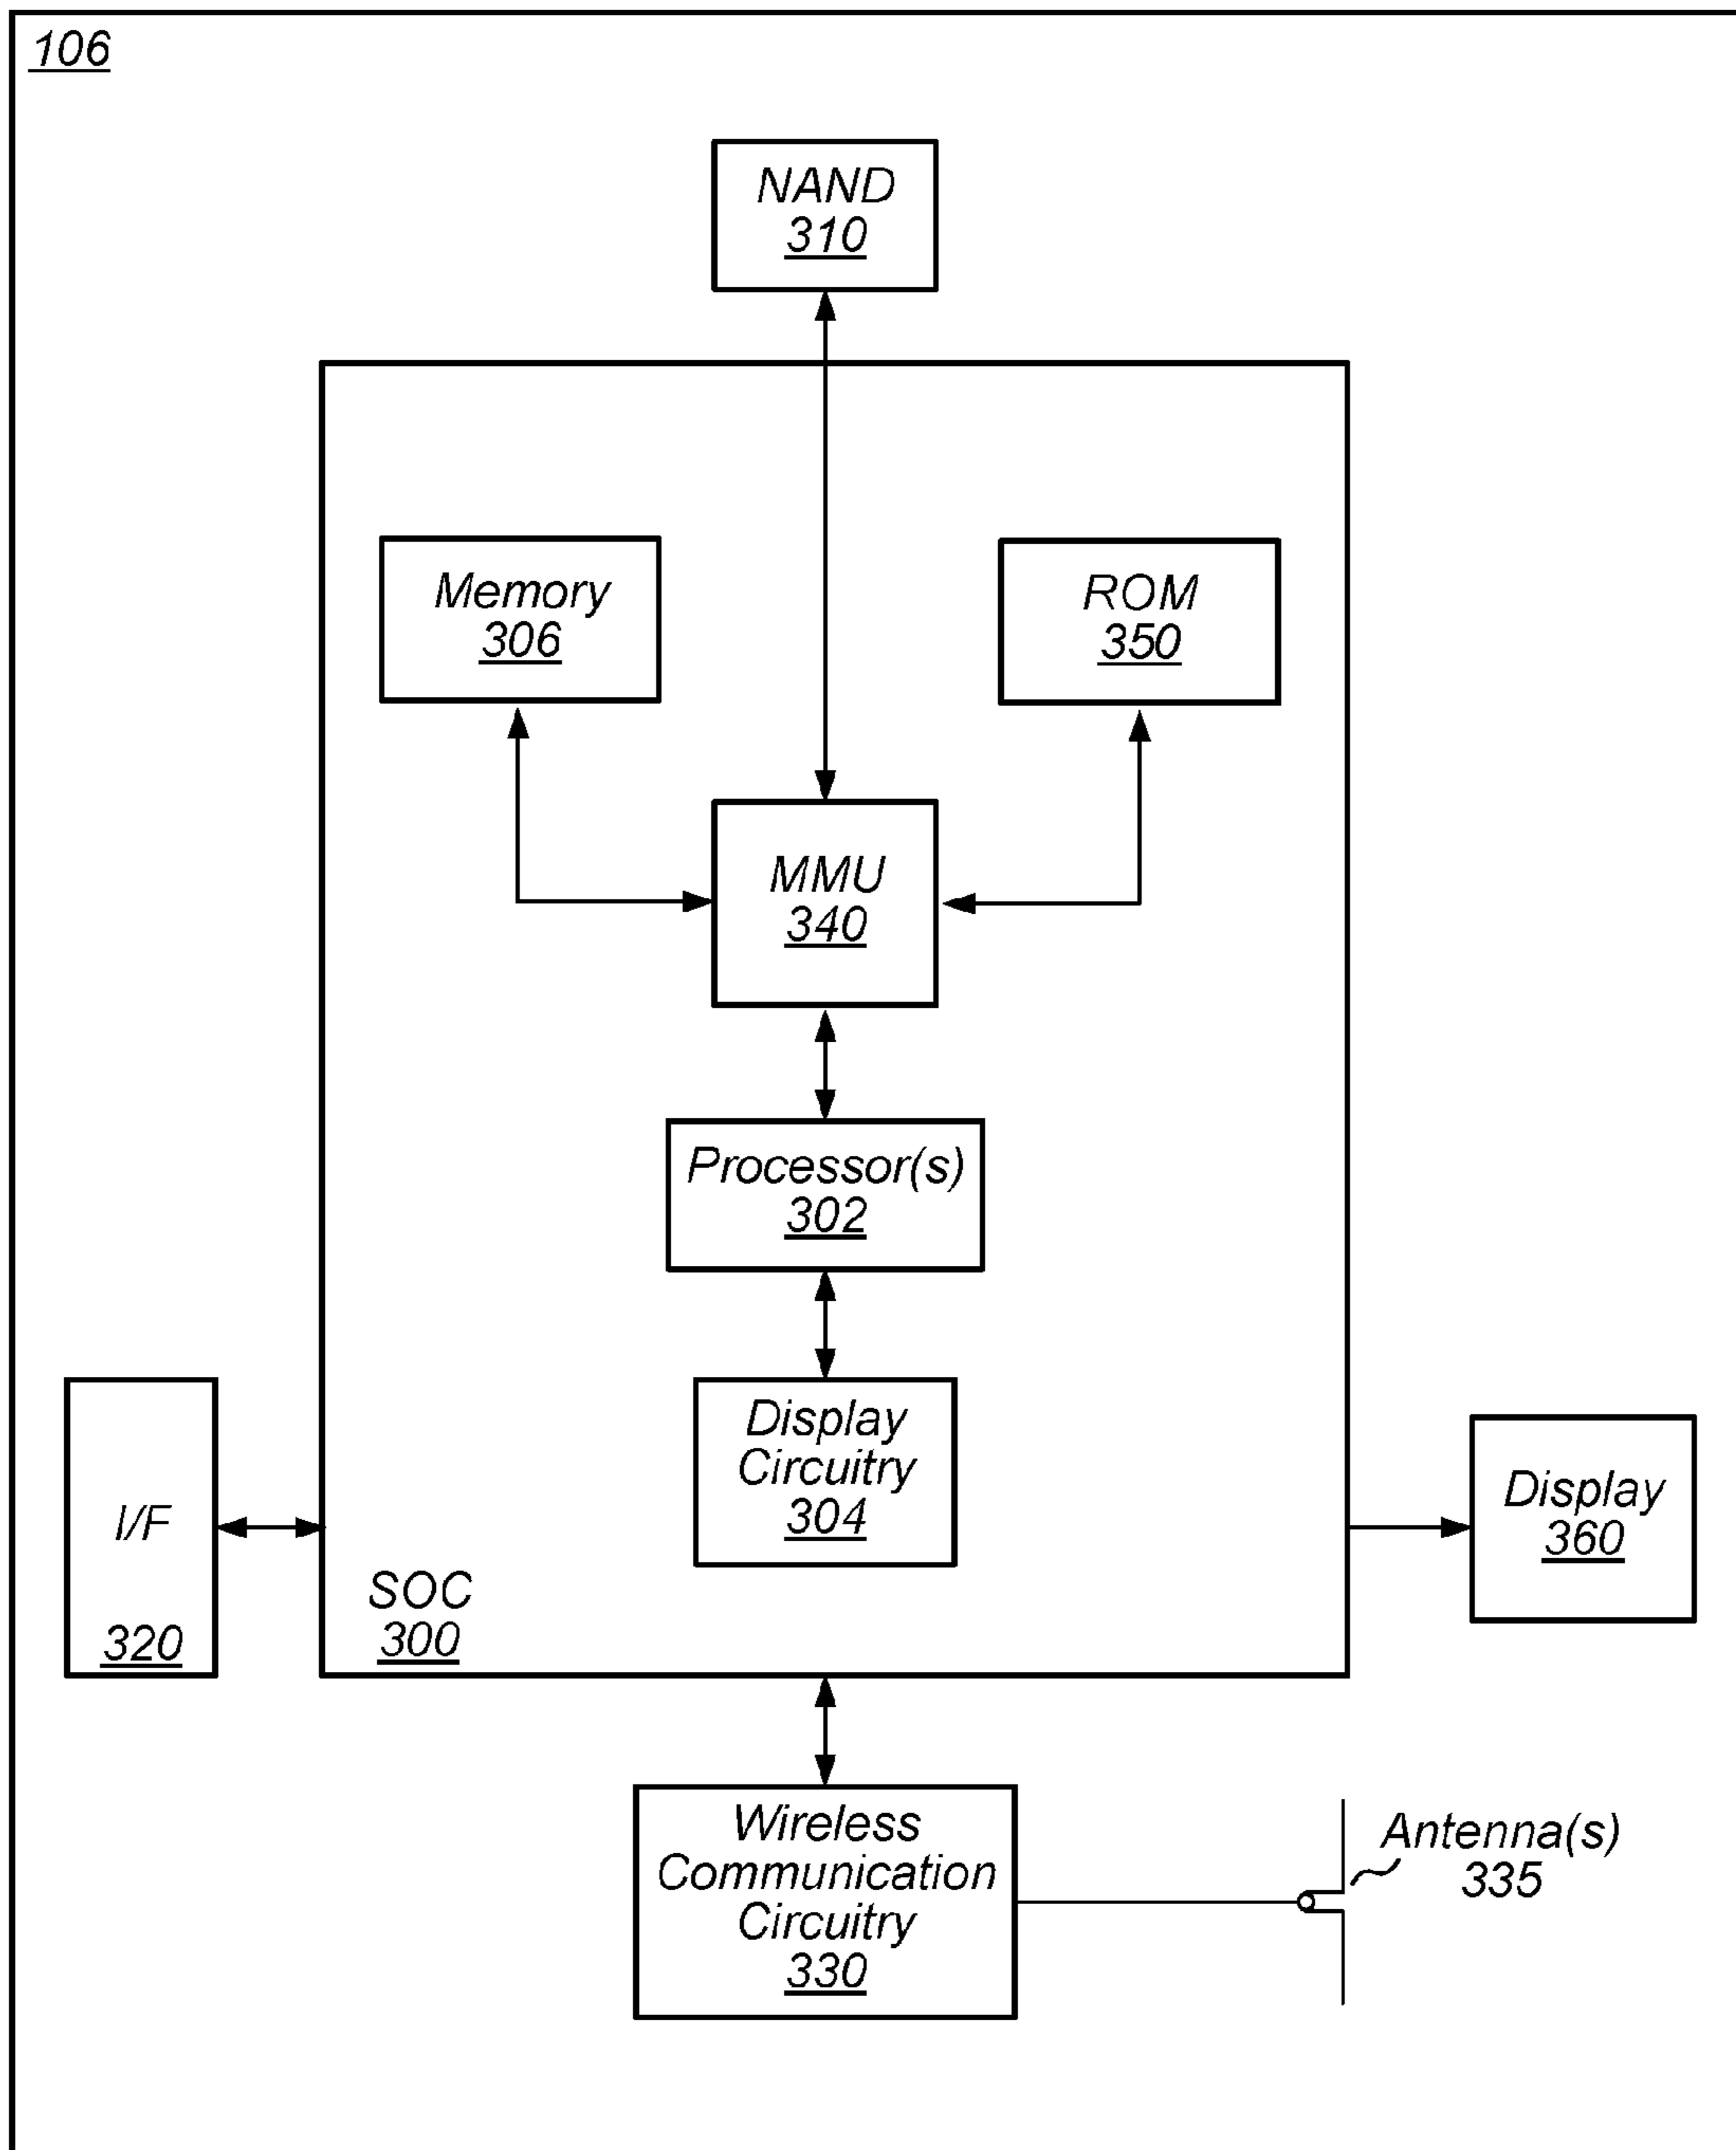 106
NAND
310
Memory
306
ROM
350
MMU
340
Processor(s)
302
Display
Circuitry
304
I/F
320
SOC
300
Display
360
Wireless
Communication
Circuitry
330
Antenna(s)
335